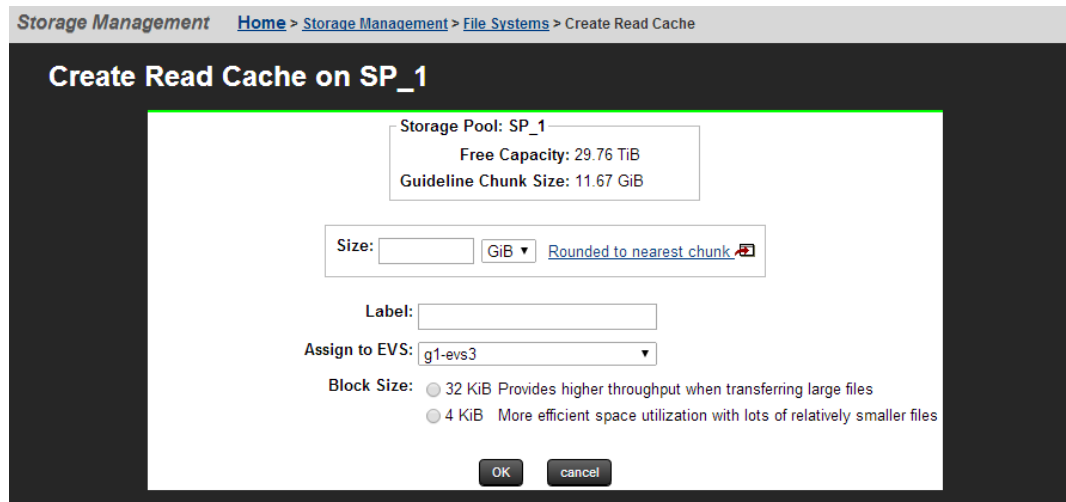 Storage Management Home > Storage Management > File Systems > Create Read Cache
Create Read Cache on SP_1
Storage Pool: SP_1
Free Capacity: 29.76 TiB
Guideline Chunk Size: 11.67 GiB
Size: GiB Rounded to nearest chunk
Label:
Assign to EVS: g1-evs3
Block Size: 32 KiB Provides higher throughput when transferring large files
4 KiB More efficient space utilization with lots of relatively smaller files
OK cancel